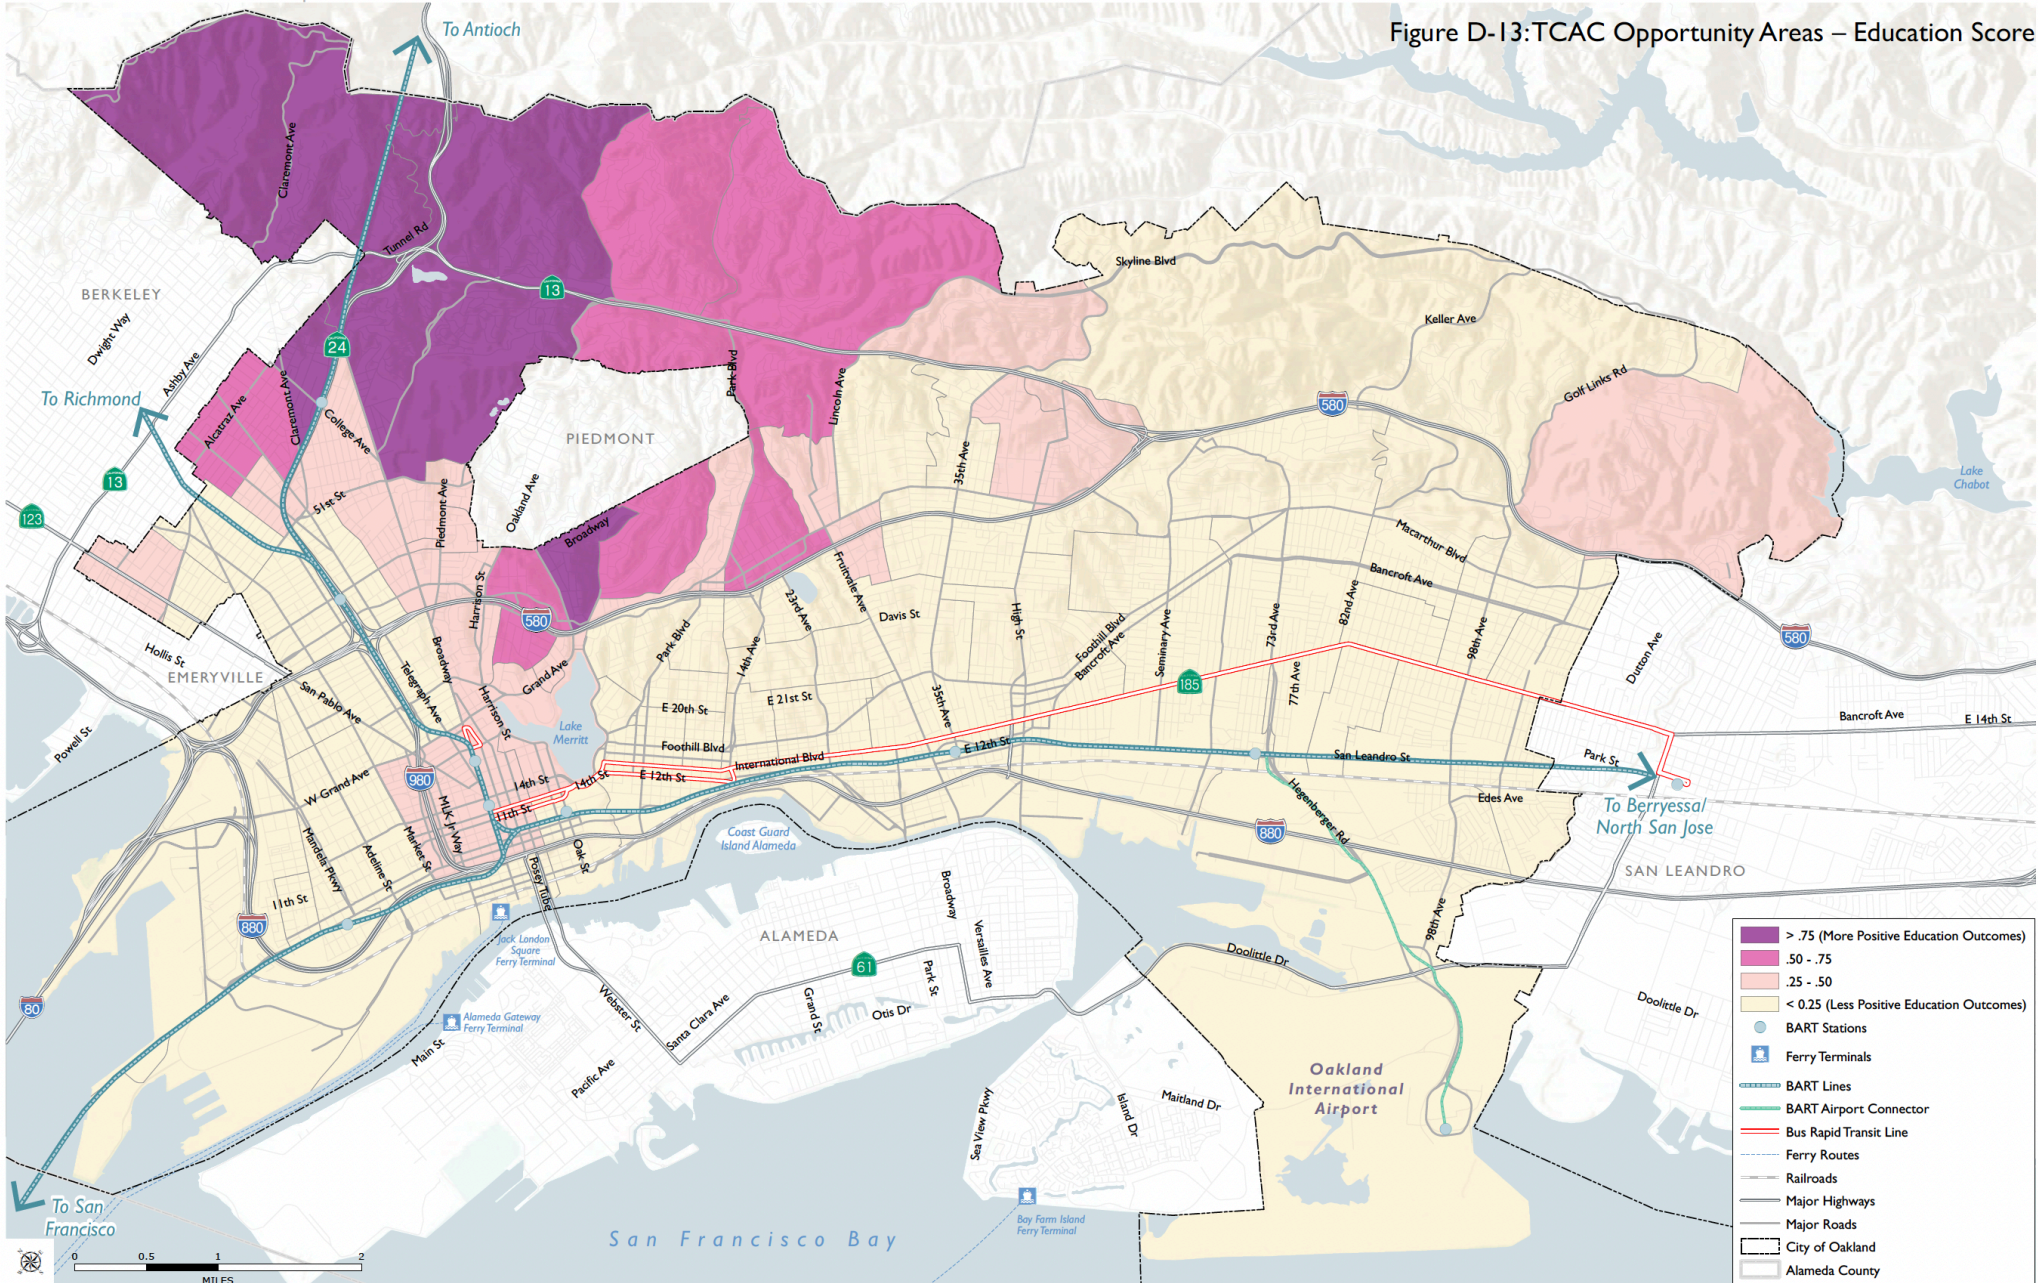 Figure D-13: TCAC Opportunity Areas – Education Score
To Antioch
Claremont Ave
Tunnel Rd
13
BERKELEY
Dwight Way
Ashby Ave
24
To Richmond
Alcatraz Ave
Claremont Ave
College Ave
13
123
51st St
Piedmont Ave
PIEDMONT
Oakland Ave
Broadway
Park Blvd
Lincoln Ave
Skyline Blvd
Keller Ave
Golf Links Rd
580
35th Ave
Lake
Chabot
Macarthur Blvd
Bancroft Ave
Fruitvale Ave
23rd Ave
Davis St
High St
Foothill Blvd
Bancroft Ave
Seminary Ave
73rd Ave
82nd Ave
98th Ave
77th Ave
185
580
Dutton Ave
Bancroft Ave
E 14th St
Park St
San Leandro St
To Berryessa/
North San Jose
SAN LEANDRO
Harrison St
580
Park Blvd
14th Ave
Grand Ave
Broadway
Telegraph Ave
Harrison St
Hollis St
EMERYVILLE
San Pablo Ave
Powell St
Lake
Merritt
E 20th St
E 21st St
Foothill Blvd
35th Ave
E 12th St
International Blvd
E 12th St
14th St
14th St
11th St
980
W Grand Ave
MLK Jr Way
Market St
Adeline St
Mandela Pkwy
11th St
880
80
Oak St
Posey Tube
Coast Guard
Island Alameda
Hegenberger Rd
Edes Ave
880
98th Ave
Doolittle Dr
Doolittle Dr
Jack London
Square
Ferry Terminal
ALAMEDA
61
Broadway
Versailles Ave
Park St
Grand St
Otis Dr
Santa Clara Ave
Webster St
Alameda Gateway
Ferry Terminal
Main St
Pacific Ave
Sea View Pkwy
Island Dr
Maitland Dr
Oakland
International
Airport
Bay Farm Island
Ferry Terminal
San Francisco Bay
To San
Francisco
0 0.5 1 2
MILES
> .75 (More Positive Education Outcomes)
.50 - .75
.25 - .50
< 0.25 (Less Positive Education Outcomes)
BART Stations
Ferry Terminals
BART Lines
BART Airport Connector
Bus Rapid Transit Line
Ferry Routes
Railroads
Major Highways
Major Roads
City of Oakland
Alameda County